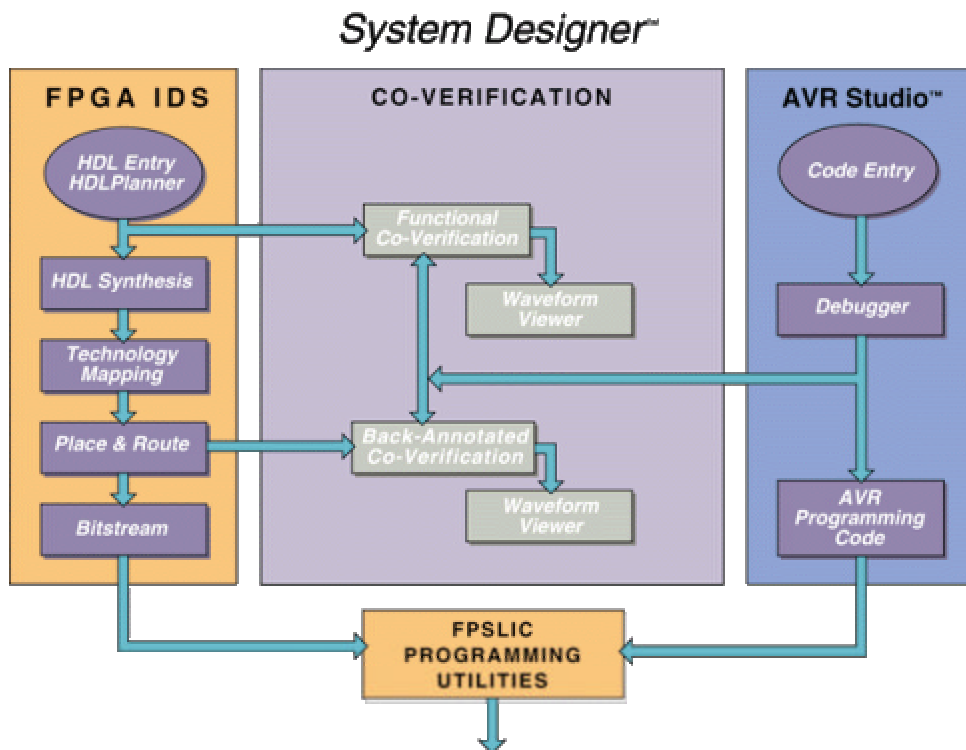 System Designer™
FPGA IDS
HDL Entry
HDLPlanner
HDL Synthesis
Technology
Mapping
Place & Route
Bitstream
CO-VERIFICATION
Functional
Co-Verification
Waveform
Viewer
Back-Annotated
Co-Verification
Waveform
Viewer
AVR Studio™
Code Entry
Debugger
AVR
Programming
Code
FPSLIC
PROGRAMMING
UTILITIES